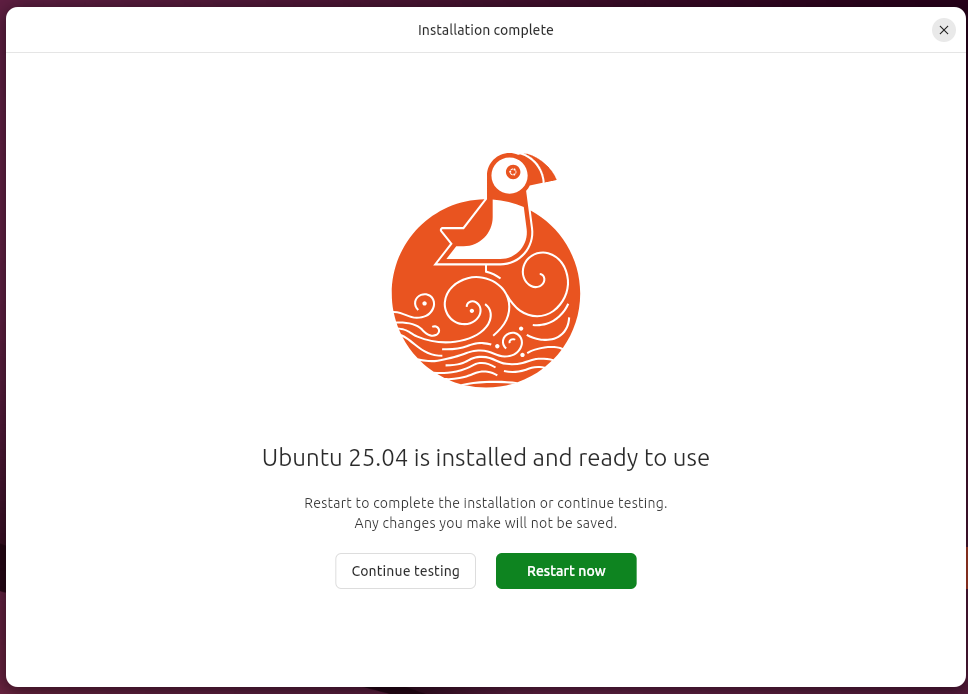 Installation complete
Ubuntu 25.04 is installed and ready to use
Restart to complete the installation or continue testing.
Any changes you make will not be saved.
Continue testing
Restart now